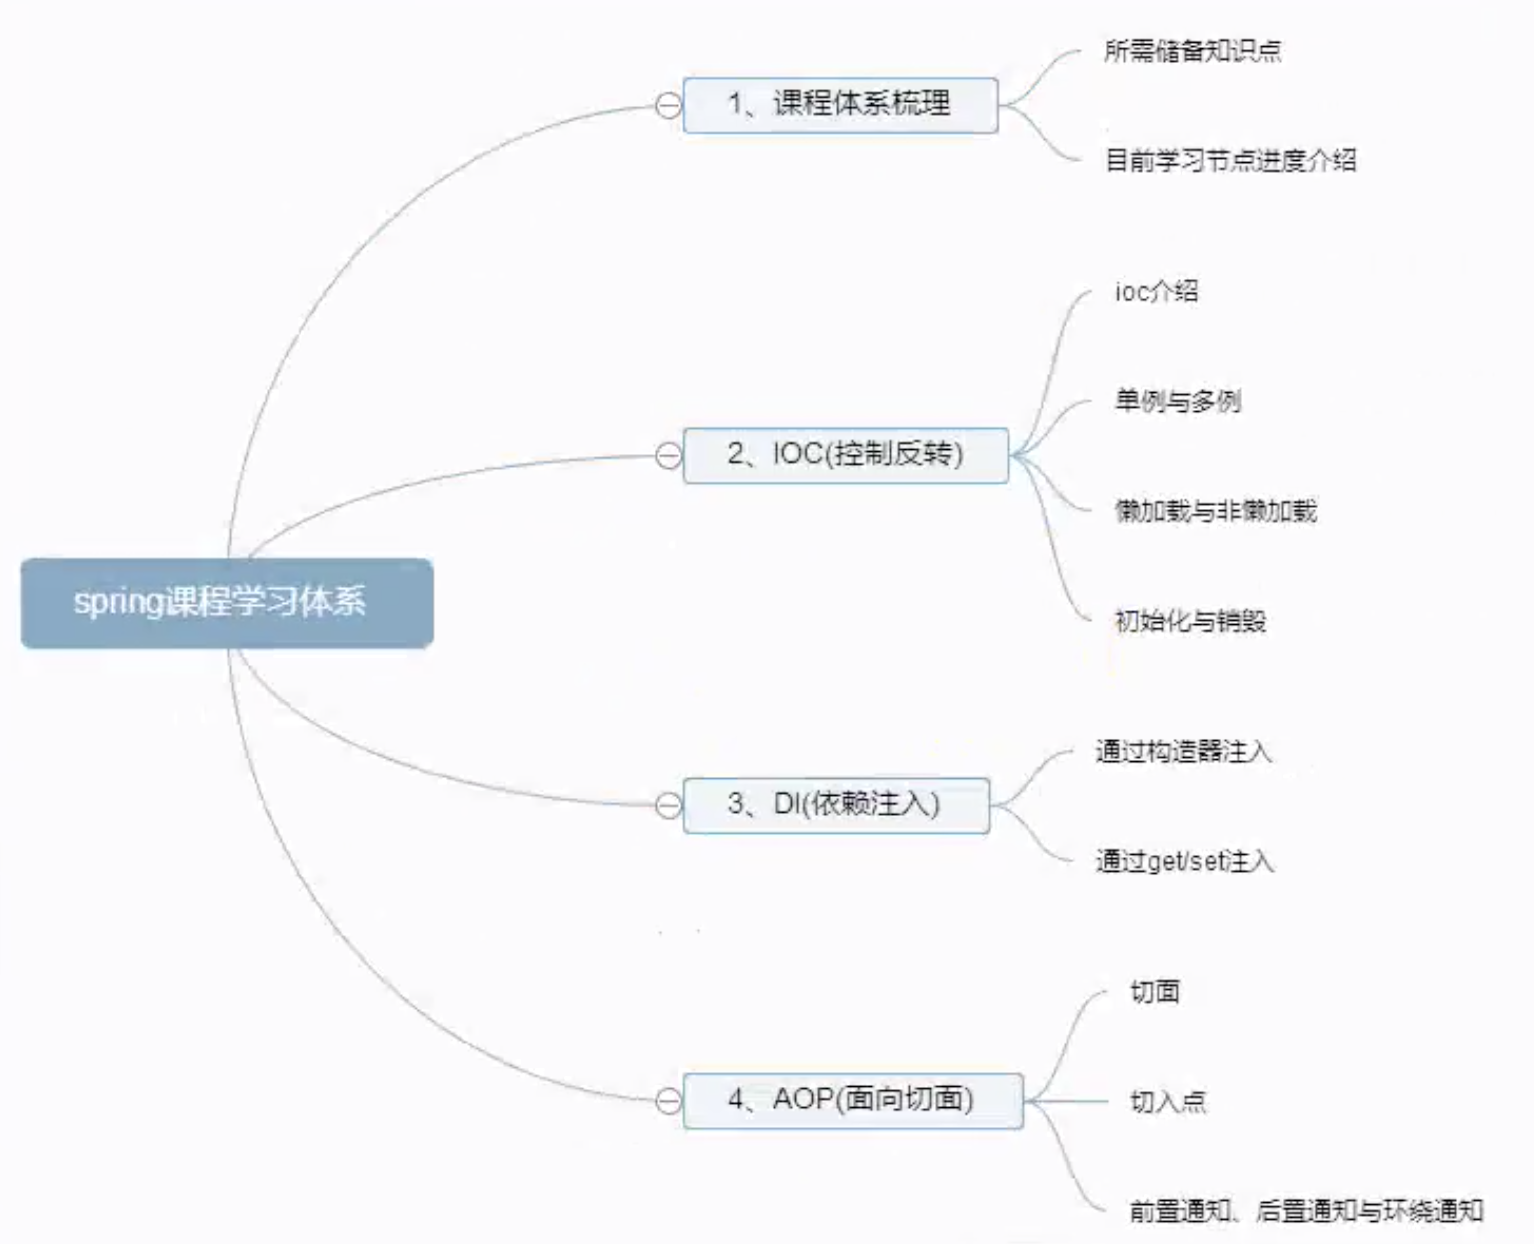 spring课程学习体系
1、课程体系梳理
所需储备知识点
目前学习节点进度介绍
2、IOC(控制反转)
ioc介绍
单例与多例
懒加载与非懒加载
初始化与销毁
3、DI(依赖注入)
通过构造器注入
通过get/set注入
4、AOP(面向切面)
切面
切入点
前置通知、后置通知与环绕通知